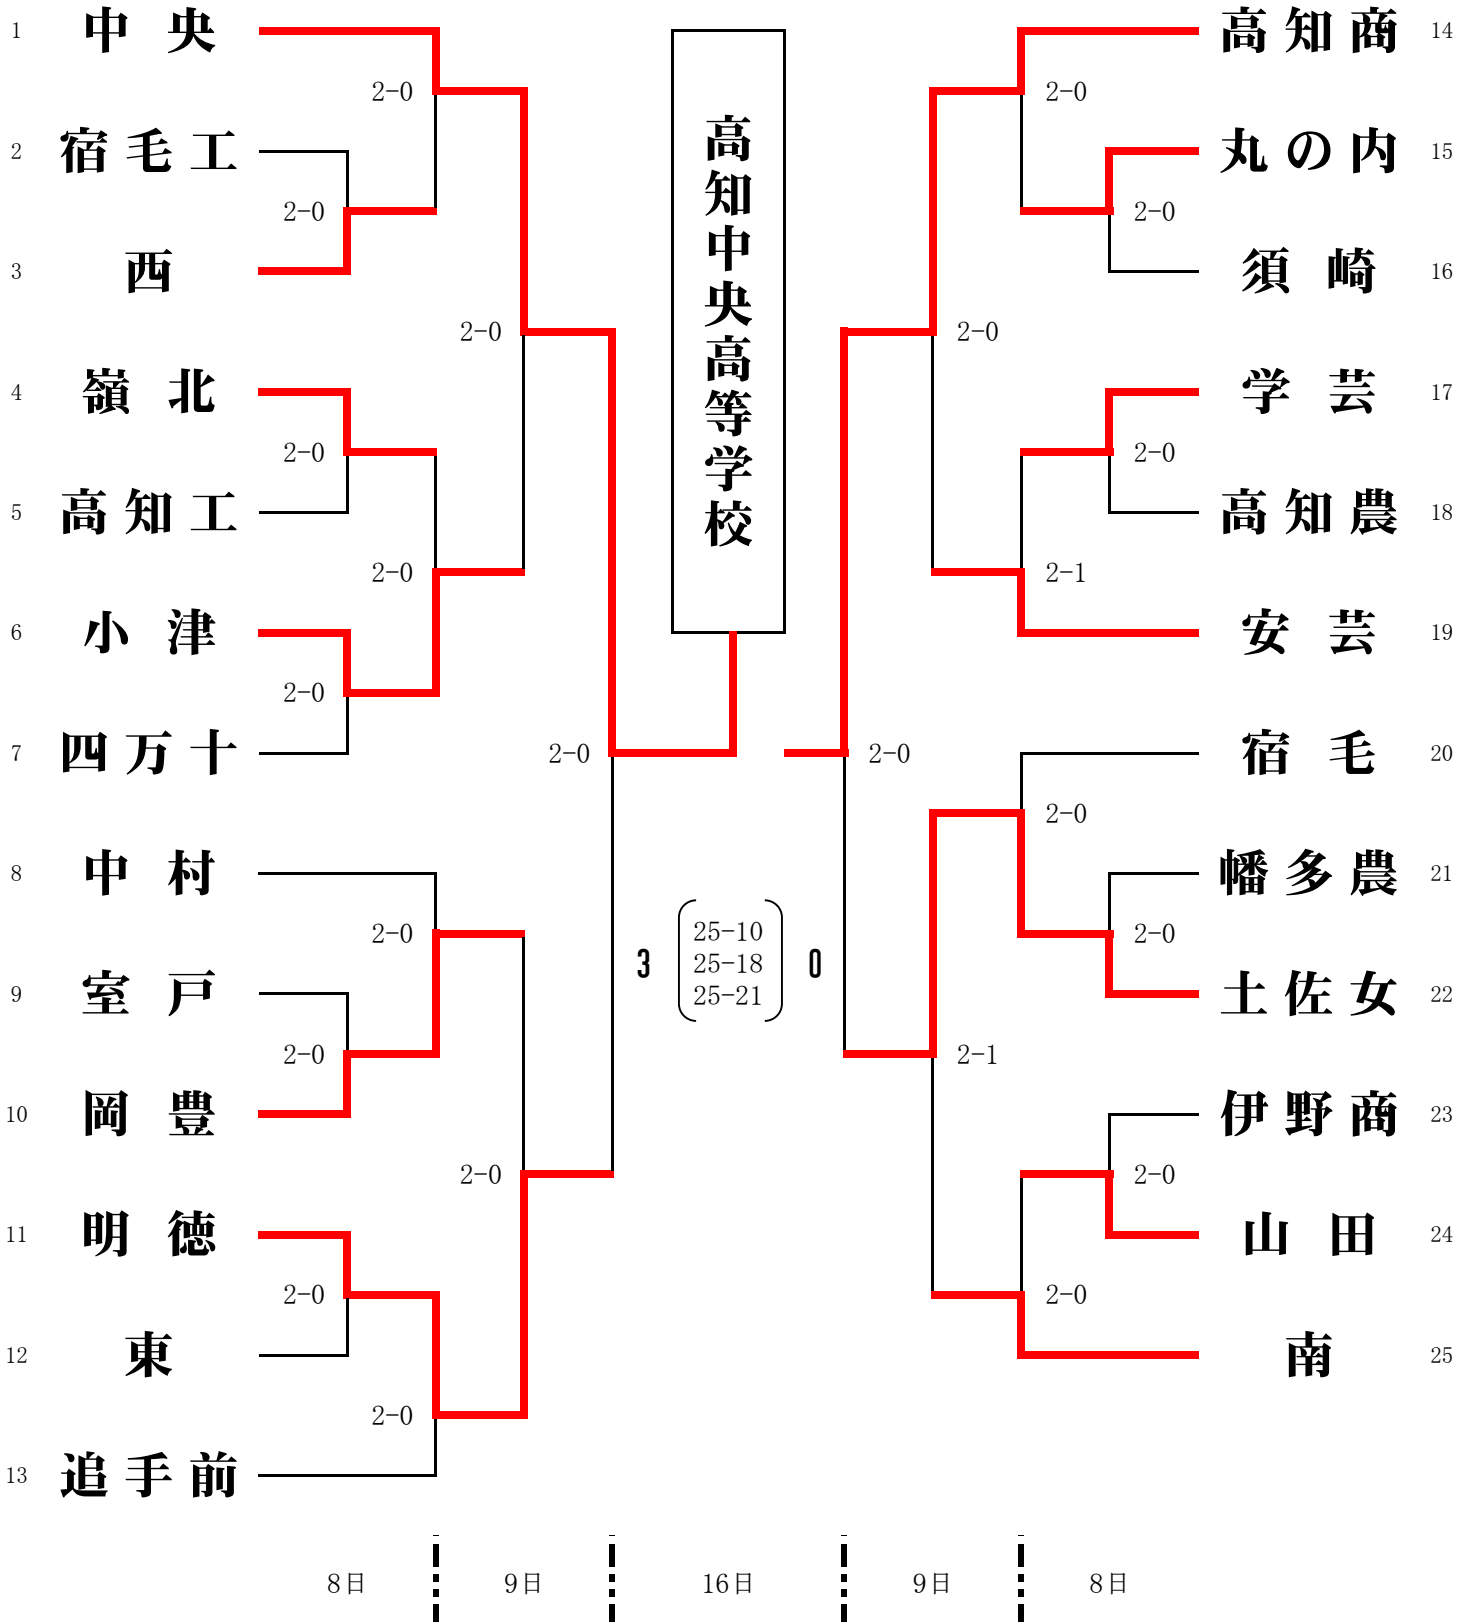 1 中央
2-0
2 宿毛工
2-0
3 西
2-0
4 嶺北
2-0
5 高知工
2-0
6 小津
2-0
7 四万十
2-0
8 中村
2-0
9 室戸
2-0
10 岡豊
2-0
11 明徳
2-0
12 東
2-0
13 追手前
高知中央高等学校
3
25-10
25-18
25-21
0
高知商 14
2-0
丸の内 15
2-0
須崎 16
2-0
学芸 17
2-0
高知農 18
2-1
安芸 19
宿毛 20
2-0
2-0
幡多農 21
2-0
土佐女 22
2-1
伊野商 23
2-0
山田 24
2-0
南 25
8日 9日 16日 9日 8日